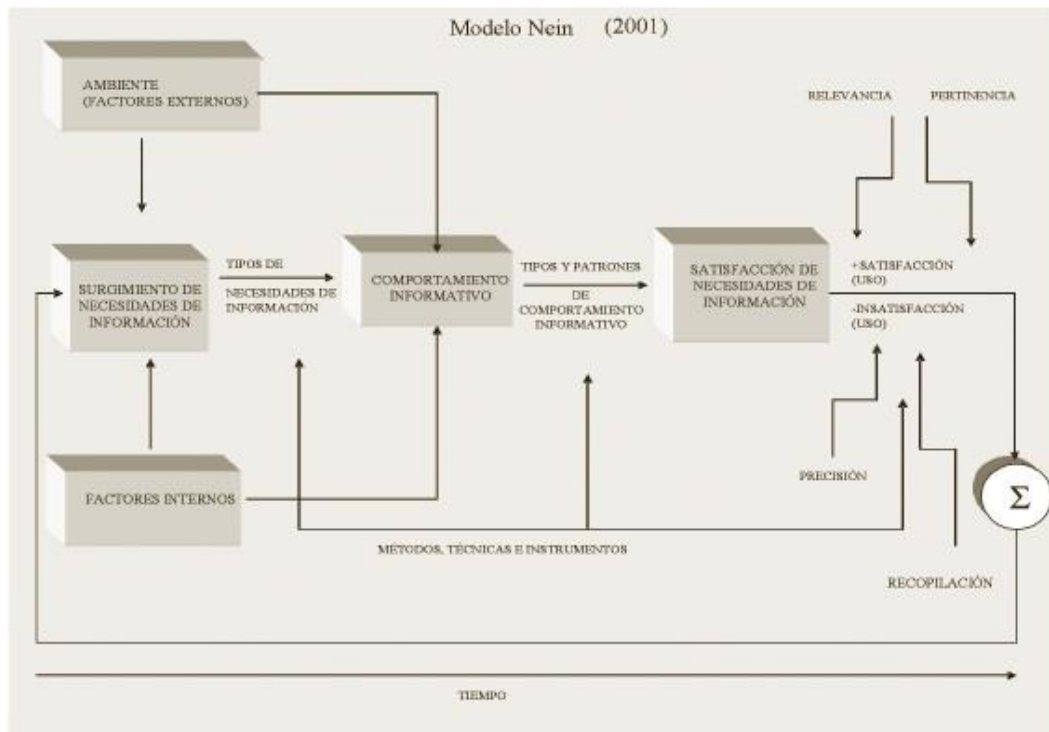 Modelo Nein (2001)
AMBIENTE
(FACTORES EXTERNOS)
RELEVANCIA
PERTINENCIA
SURGIMIENTO DE
NECESIDADES DE
INFORMACIÓN
TIPOS DE
NECESIDADES DE
INFORMACIÓN
COMPORTAMIENTO
INFORMATIVO
TIPOS Y PATRONES
DE
COMPORTAMIENTO
INFORMATIVO
SATISFACCIÓN DE
NECESIDADES DE
INFORMACIÓN
+SATISFACCIÓN
(USO)
-INSATISFACCIÓN
(USO)
FACTORES INTERNOS
PRECISIÓN
Σ
MÉTODOS, TÉCNICAS E INSTRUMENTOS
RECOPILACIÓN
TIEMPO